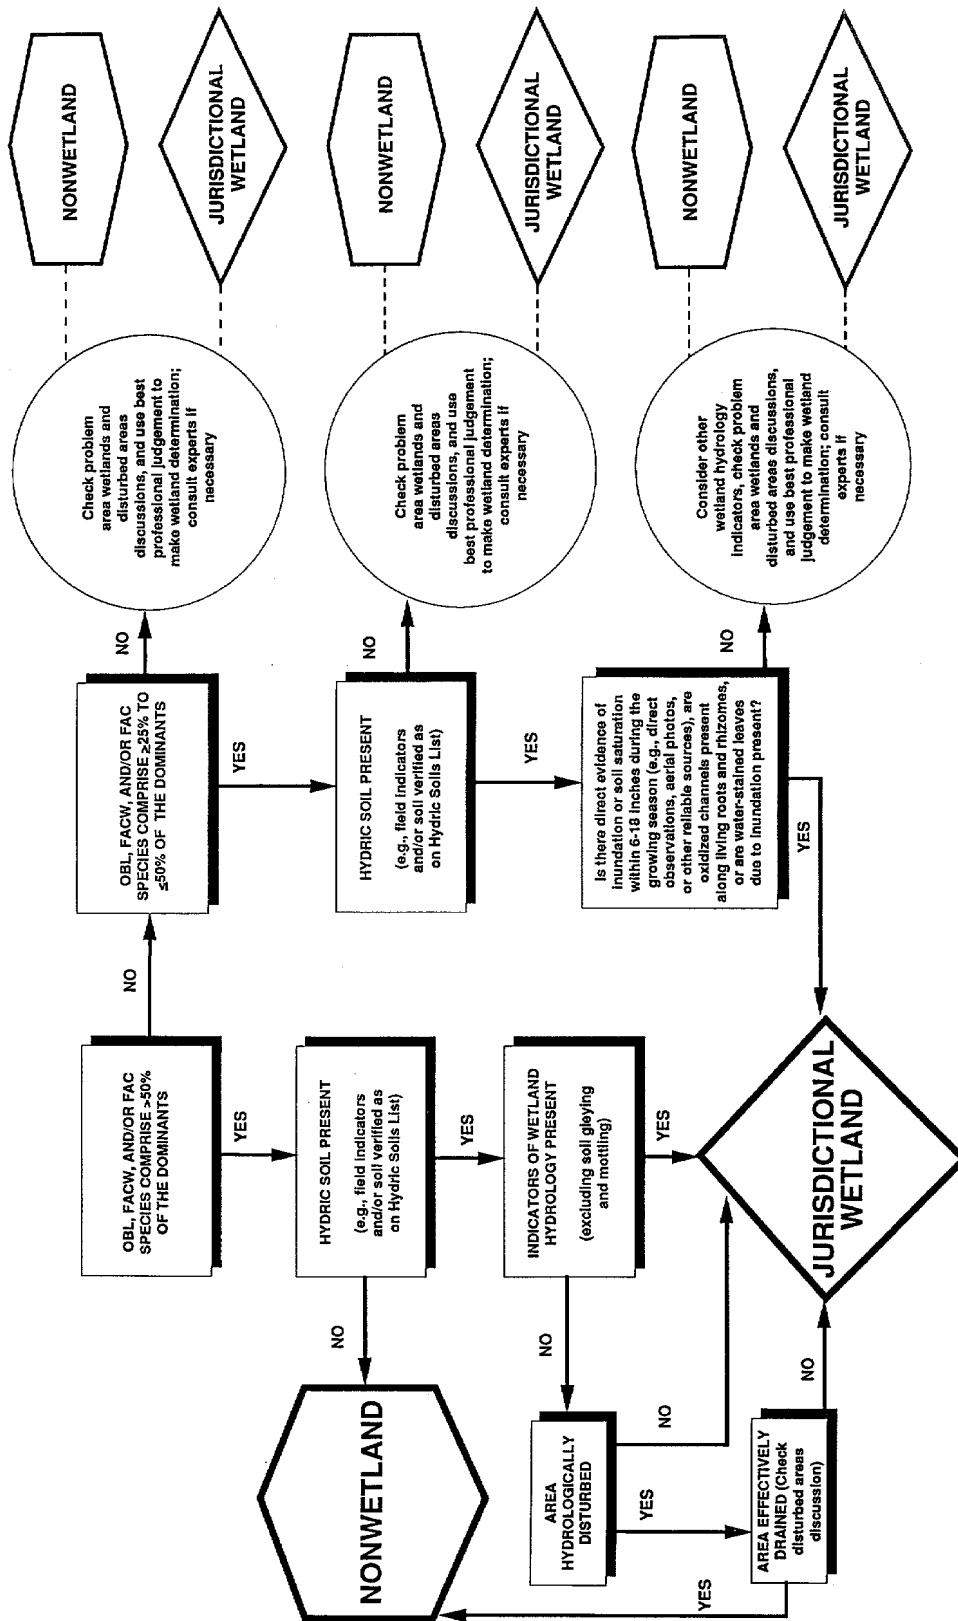 OBL, FACW, AND/OR FAC
SPECIES COMPRISE >50%
OF THE DOMINANTS
NO
OBL, FACW, AND/OR FAC
SPECIES COMPRISE ≥25% TO
≤50% OF THE DOMINANTS
NO
Check problem
area wetlands and
disturbed areas
discussions, and use best
professional judgement to
make wetland determination;
consult experts if
necessary
NONWETLAND
JURISDICTIONAL
WETLAND
YES
YES
NONWETLAND
NO
HYDRIC SOIL PRESENT
(e.g., field indicators
and/or soil verified as
on Hydric Soils List)
HYDRIC SOIL PRESENT
(e.g., field indicators
and/or soil verified as
on Hydric Soils List)
NO
Check problem
area wetlands and
disturbed areas
discussions, and use
best professional judgement
to make wetland determination;
consult experts if
necessary
NONWETLAND
JURISDICTIONAL
WETLAND
YES
YES
AREA
HYDROLOGICALLY
DISTURBED
NO
INDICATORS OF WETLAND
HYDROLOGY PRESENT
(excluding soil gleying
and mottling)
Is there direct evidence of
inundation or soil saturation
within 6-18 inches during the
growing season (e.g., direct
observations, aerial photos,
or other reliable sources), are
oxidized channels present
along living roots and rhizomes,
or are water-stained leaves
due to inundation present?
NO
Consider other
wetland hydrology
indicators, check problem
area wetlands and
disturbed areas discussions,
and use best professional
judgement to make wetland
determination; consult
experts if
necessary
NONWETLAND
JURISDICTIONAL
WETLAND
YES
NO
YES
YES
YES
AREA EFFECTIVELY
DRAINED (Check
disturbed areas
discussion)
NO
JURISDICTIONAL
WETLAND